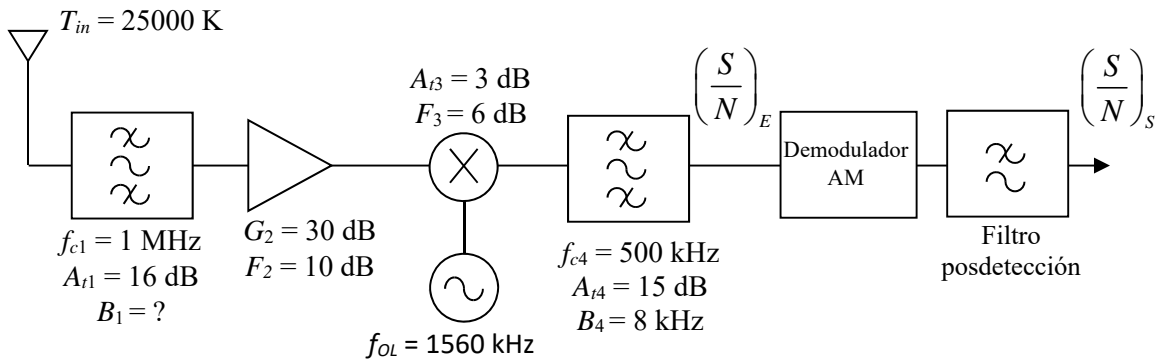 T_in = 25000 K
A_t3 = 3 dB
F_3 = 6 dB
(S/N)_E
(S/N)_S
Demodulador
AM
f_c1 = 1 MHz
A_t1 = 16 dB
B_1 = ?
G_2 = 30 dB
F_2 = 10 dB
f_OL = 1560 kHz
f_c4 = 500 kHz
A_t4 = 15 dB
B_4 = 8 kHz
Filtro
posdetección